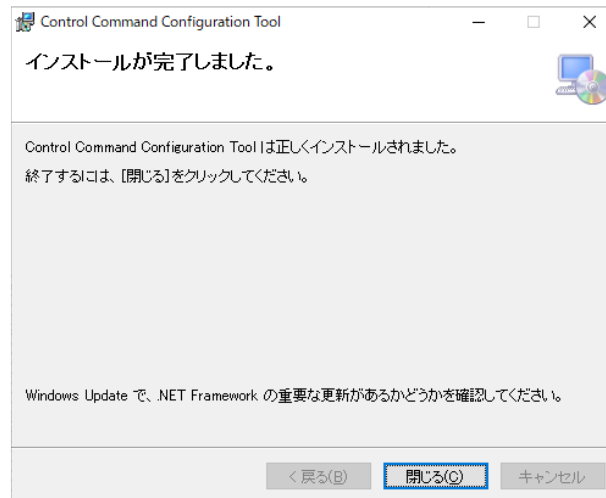 Control Command Configuration Tool
インストールが完了しました。
Control Command Configuration Tool は正しくインストールされました。
終了するには、[閉じる]をクリックしてください。
Windows Update で、.NET Framework の重要な更新があるかどうかを確認してください。
< 戻る(B)
閉じる(C)
キャンセル